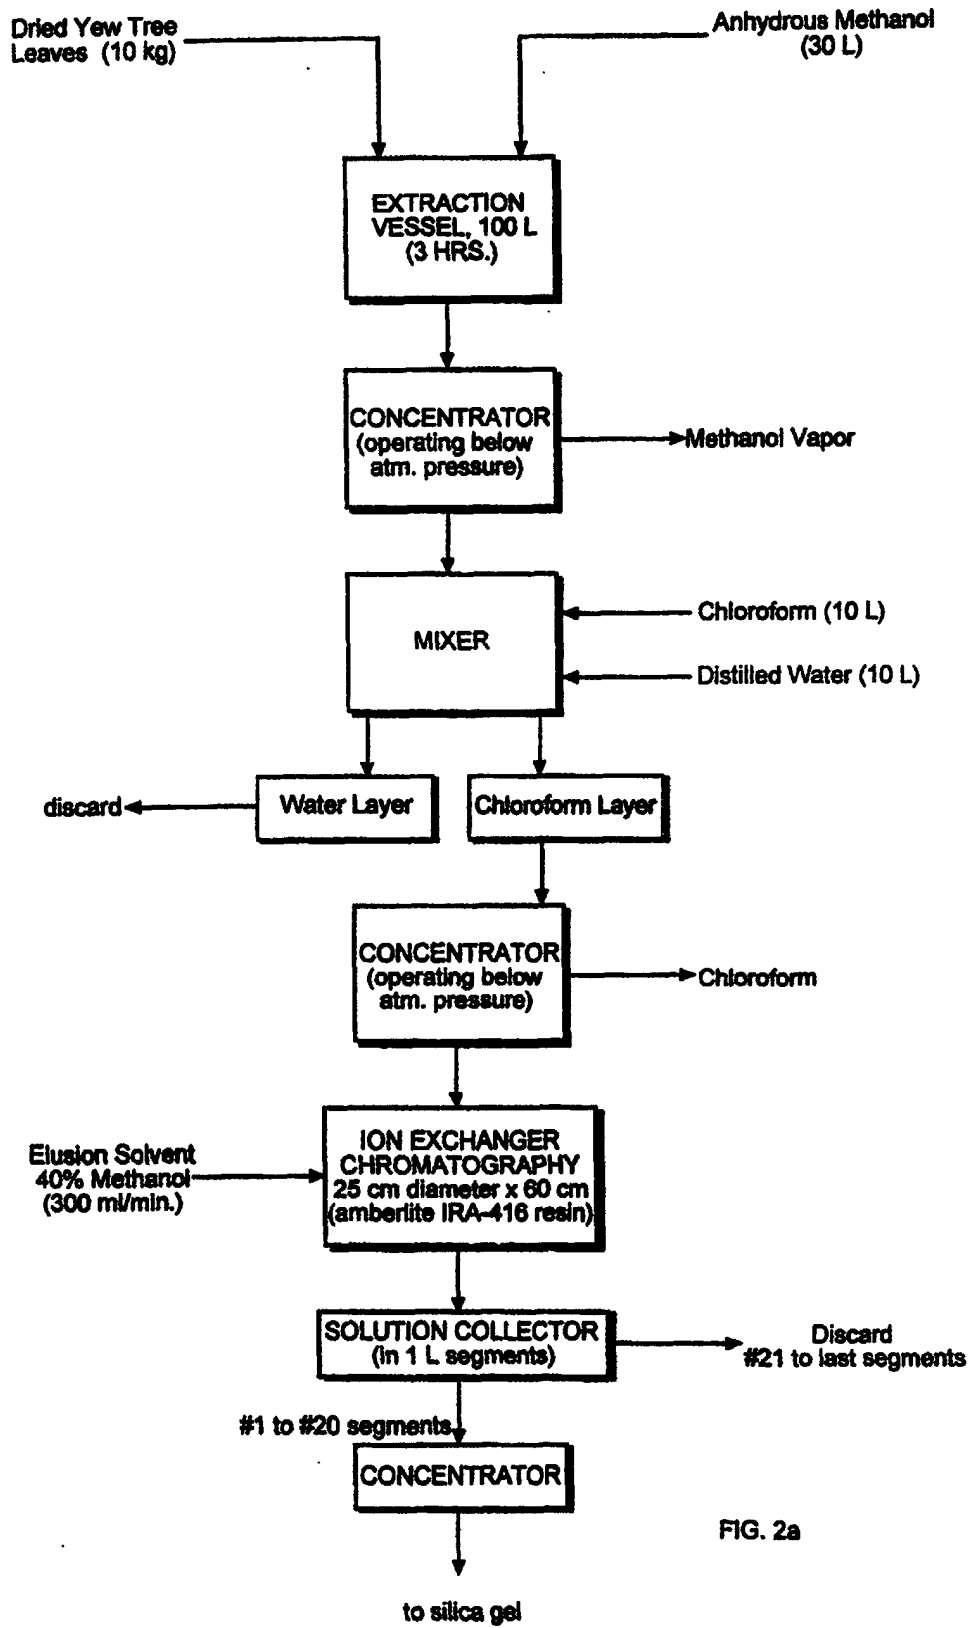 Dried Yew Tree
Leaves (10 kg)
Anhydrous Methanol
(30 L)
EXTRACTION
VESSEL, 100 L
(3 HRS.)
CONCENTRATOR
(operating below
atm. pressure)
Methanol Vapor
MIXER
Chloroform (10 L)
Distilled Water (10 L)
discard
Water Layer
Chloroform Layer
CONCENTRATOR
(operating below
atm. pressure)
Chloroform
Elusion Solvent
40% Methanol
(300 ml/min.)
ION EXCHANGER
CHROMATOGRAPHY
25 cm diameter x 60 cm
(amberlite IRA-416 resin)
SOLUTION COLLECTOR
(in 1 L segments)
Discard
#21 to last segments
#1 to #20 segments
CONCENTRATOR
FIG. 2a
to silica gel